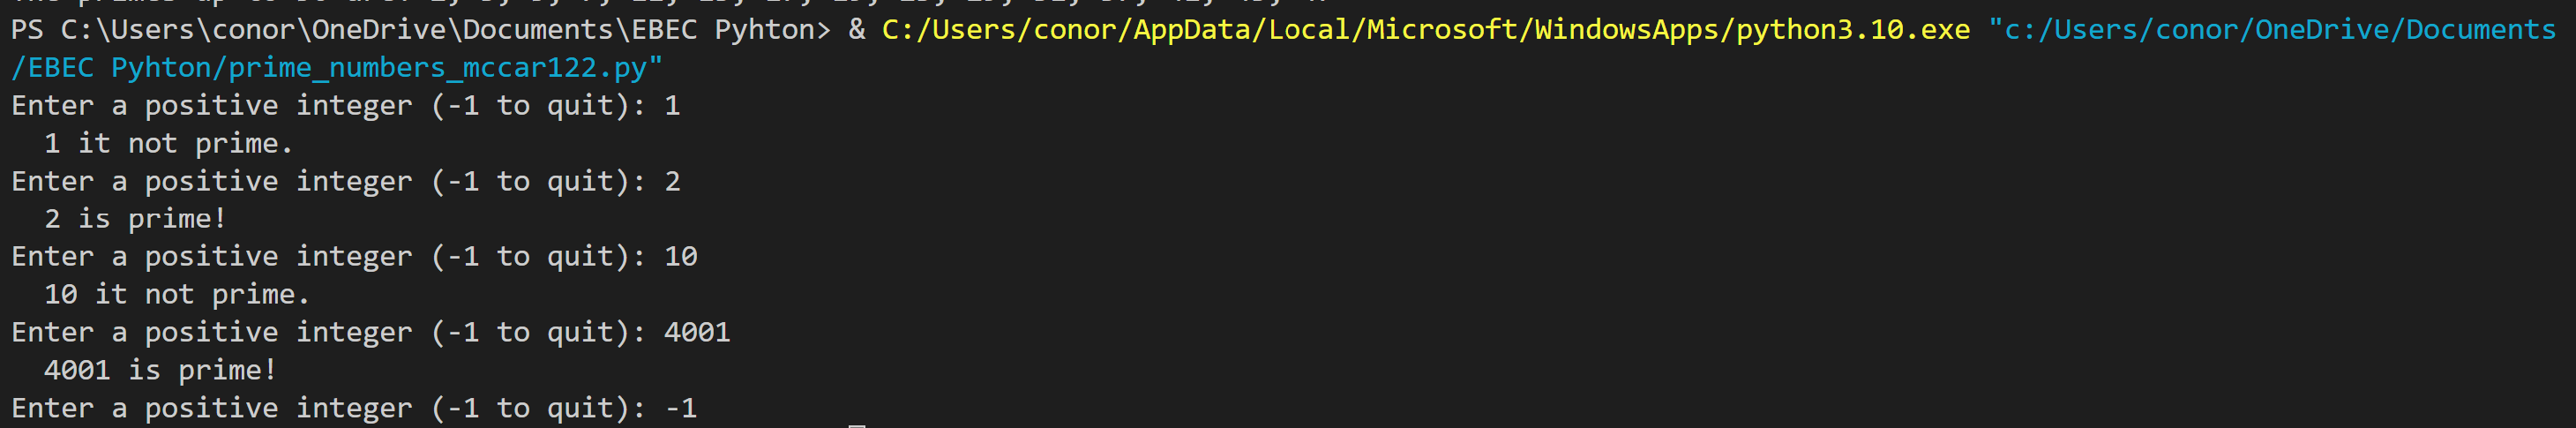 PS C:\Users\conor\OneDrive\Documents\EBEC Pyhton> & C:/Users/conor/AppData/Local/Microsoft/WindowsApps/python3.10.exe "c:/Users/conor/OneDrive/Documents
/EBEC Pyhton/prime_numbers_mccar122.py"
Enter a positive integer (-1 to quit): 1
  1 it not prime.
Enter a positive integer (-1 to quit): 2
  2 is prime!
Enter a positive integer (-1 to quit): 10
  10 it not prime.
Enter a positive integer (-1 to quit): 4001
  4001 is prime!
Enter a positive integer (-1 to quit): -1